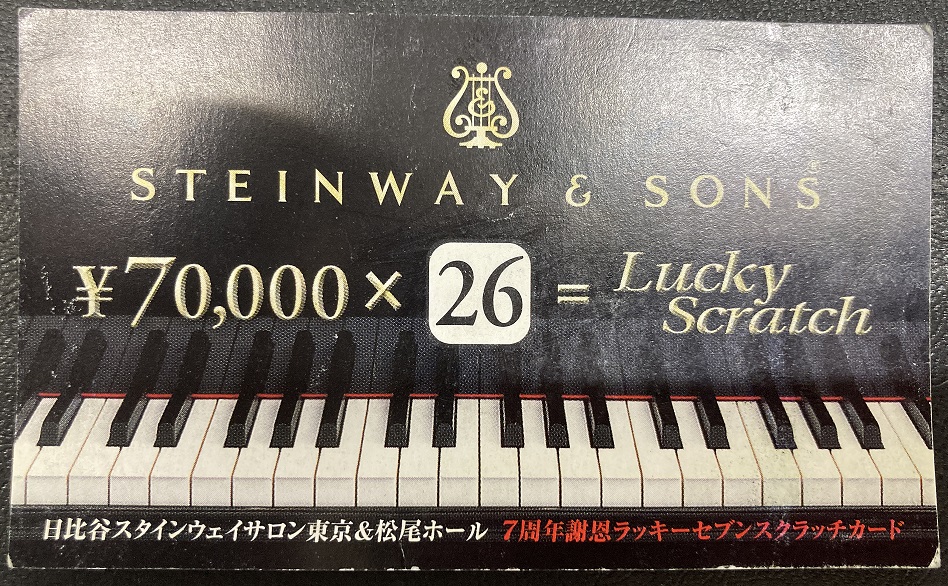 STEINWAY & SONS
¥70,000 × 26 = Lucky Scratch
日比谷スタインウェイサロン東京&松尾ホール 7周年謝恩ラッキーセブンスクラッチカード